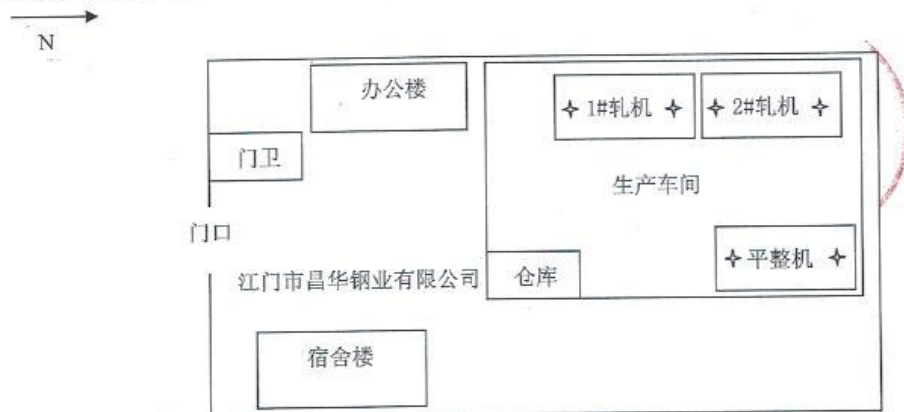 N
办公楼
✧ 1#轧机 ✧
✧ 2#轧机 ✧
门卫
生产车间
门口
✧ 平整机 ✧
江门市昌华钢业有限公司
仓库
宿舍楼